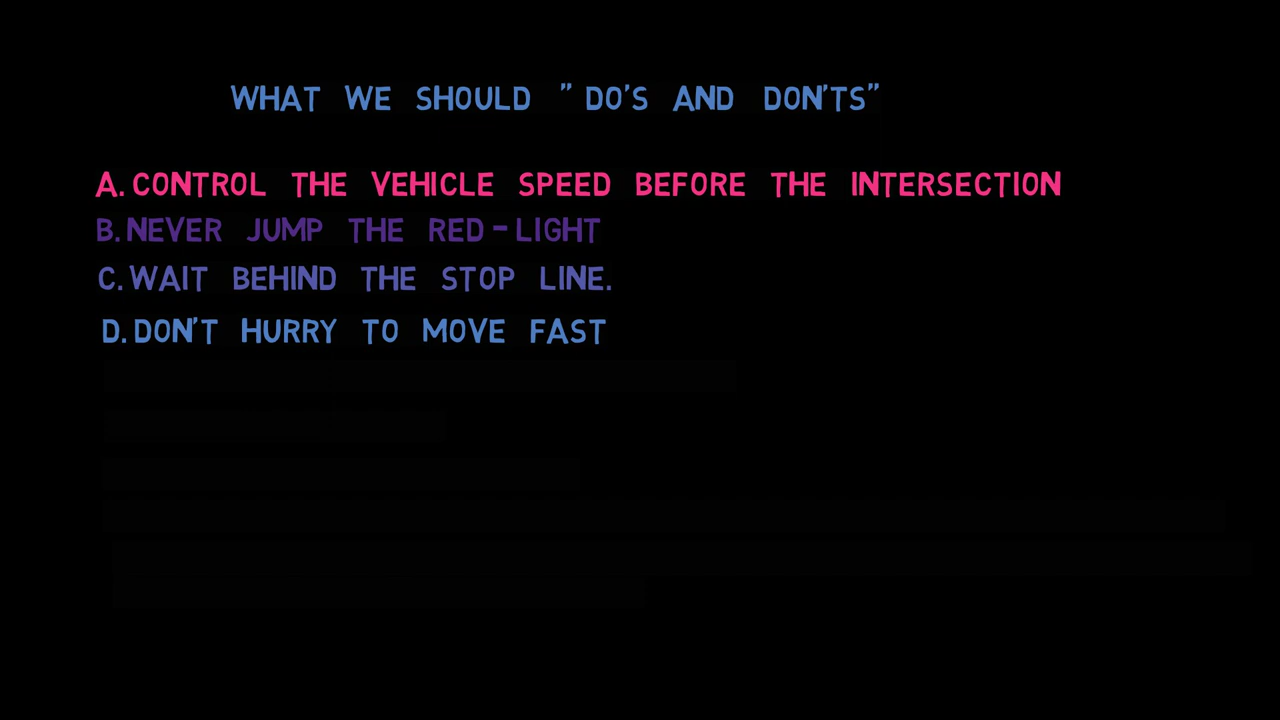 WHAT WE SHOULD " DO'S AND DON'TS"
A. CONTROL THE VEHICLE SPEED BEFORE THE INTERSECTION
B. NEVER JUMP THE RED-LIGHT
C. WAIT BEHIND THE STOP LINE.
D. DON'T HURRY TO MOVE FAST